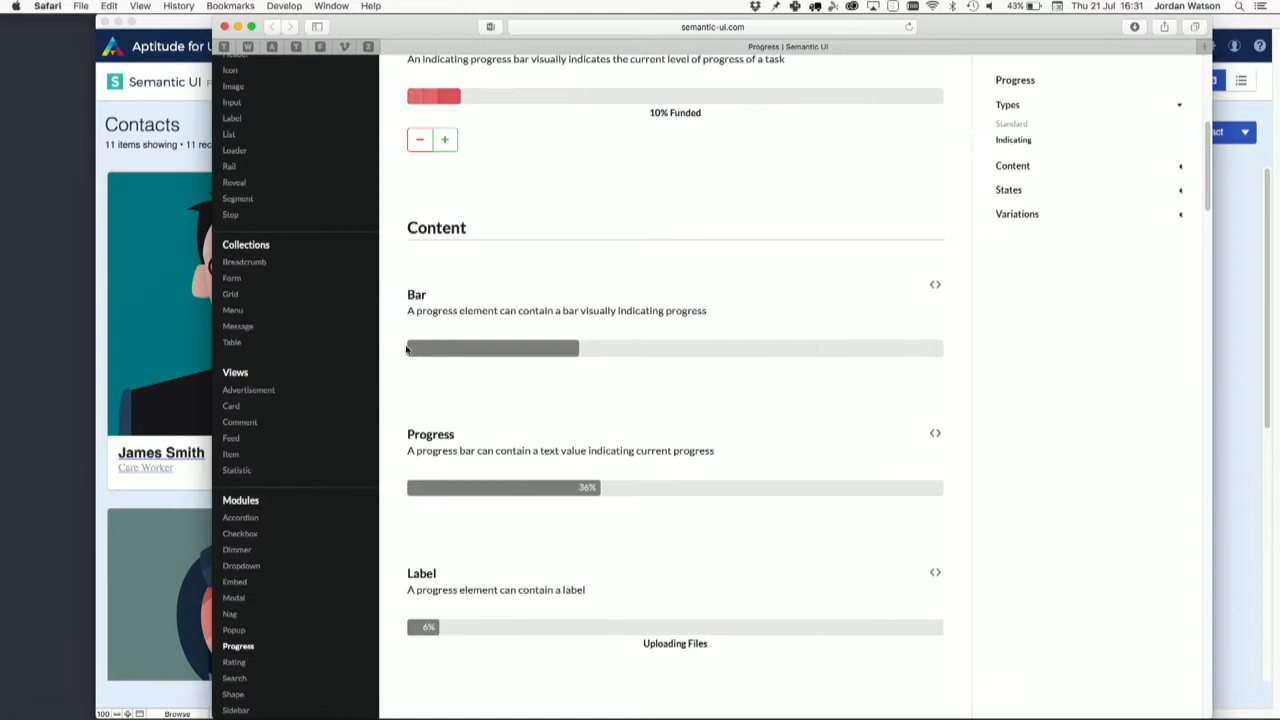 Safari File Edit View History Bookmarks Develop Window Help 43% Thu 21 Jul 16:31 Jordan Watson
semantic-ui.com
T W A T F V Z Progress | Semantic UI
Aptitude for
S Semantic UI
Contacts
11 items showing • 11 rec
James Smith
Care Worker
100 Browse
Icon
Image
Input
Label
List
Loader
Rail
Reveal
Segment
Step
Collections
Breadcrumb
Form
Grid
Menu
Message
Table
Views
Advertisement
Card
Comment
Feed
Item
Statistic
Modules
Accordion
Checkbox
Dimmer
Dropdown
Embed
Modal
Nag
Popup
Progress
Rating
Search
Shape
Sidebar
An indicating progress bar visually indicates the current level of progress of a task
10% Funded
− +
Content
Bar
A progress element can contain a bar visually indicating progress
Progress
A progress bar can contain a text value indicating current progress
36%
Label
A progress element can contain a label
6%
Uploading Files
Progress
Types
Standard
Indicating
Content
States
Variations
act